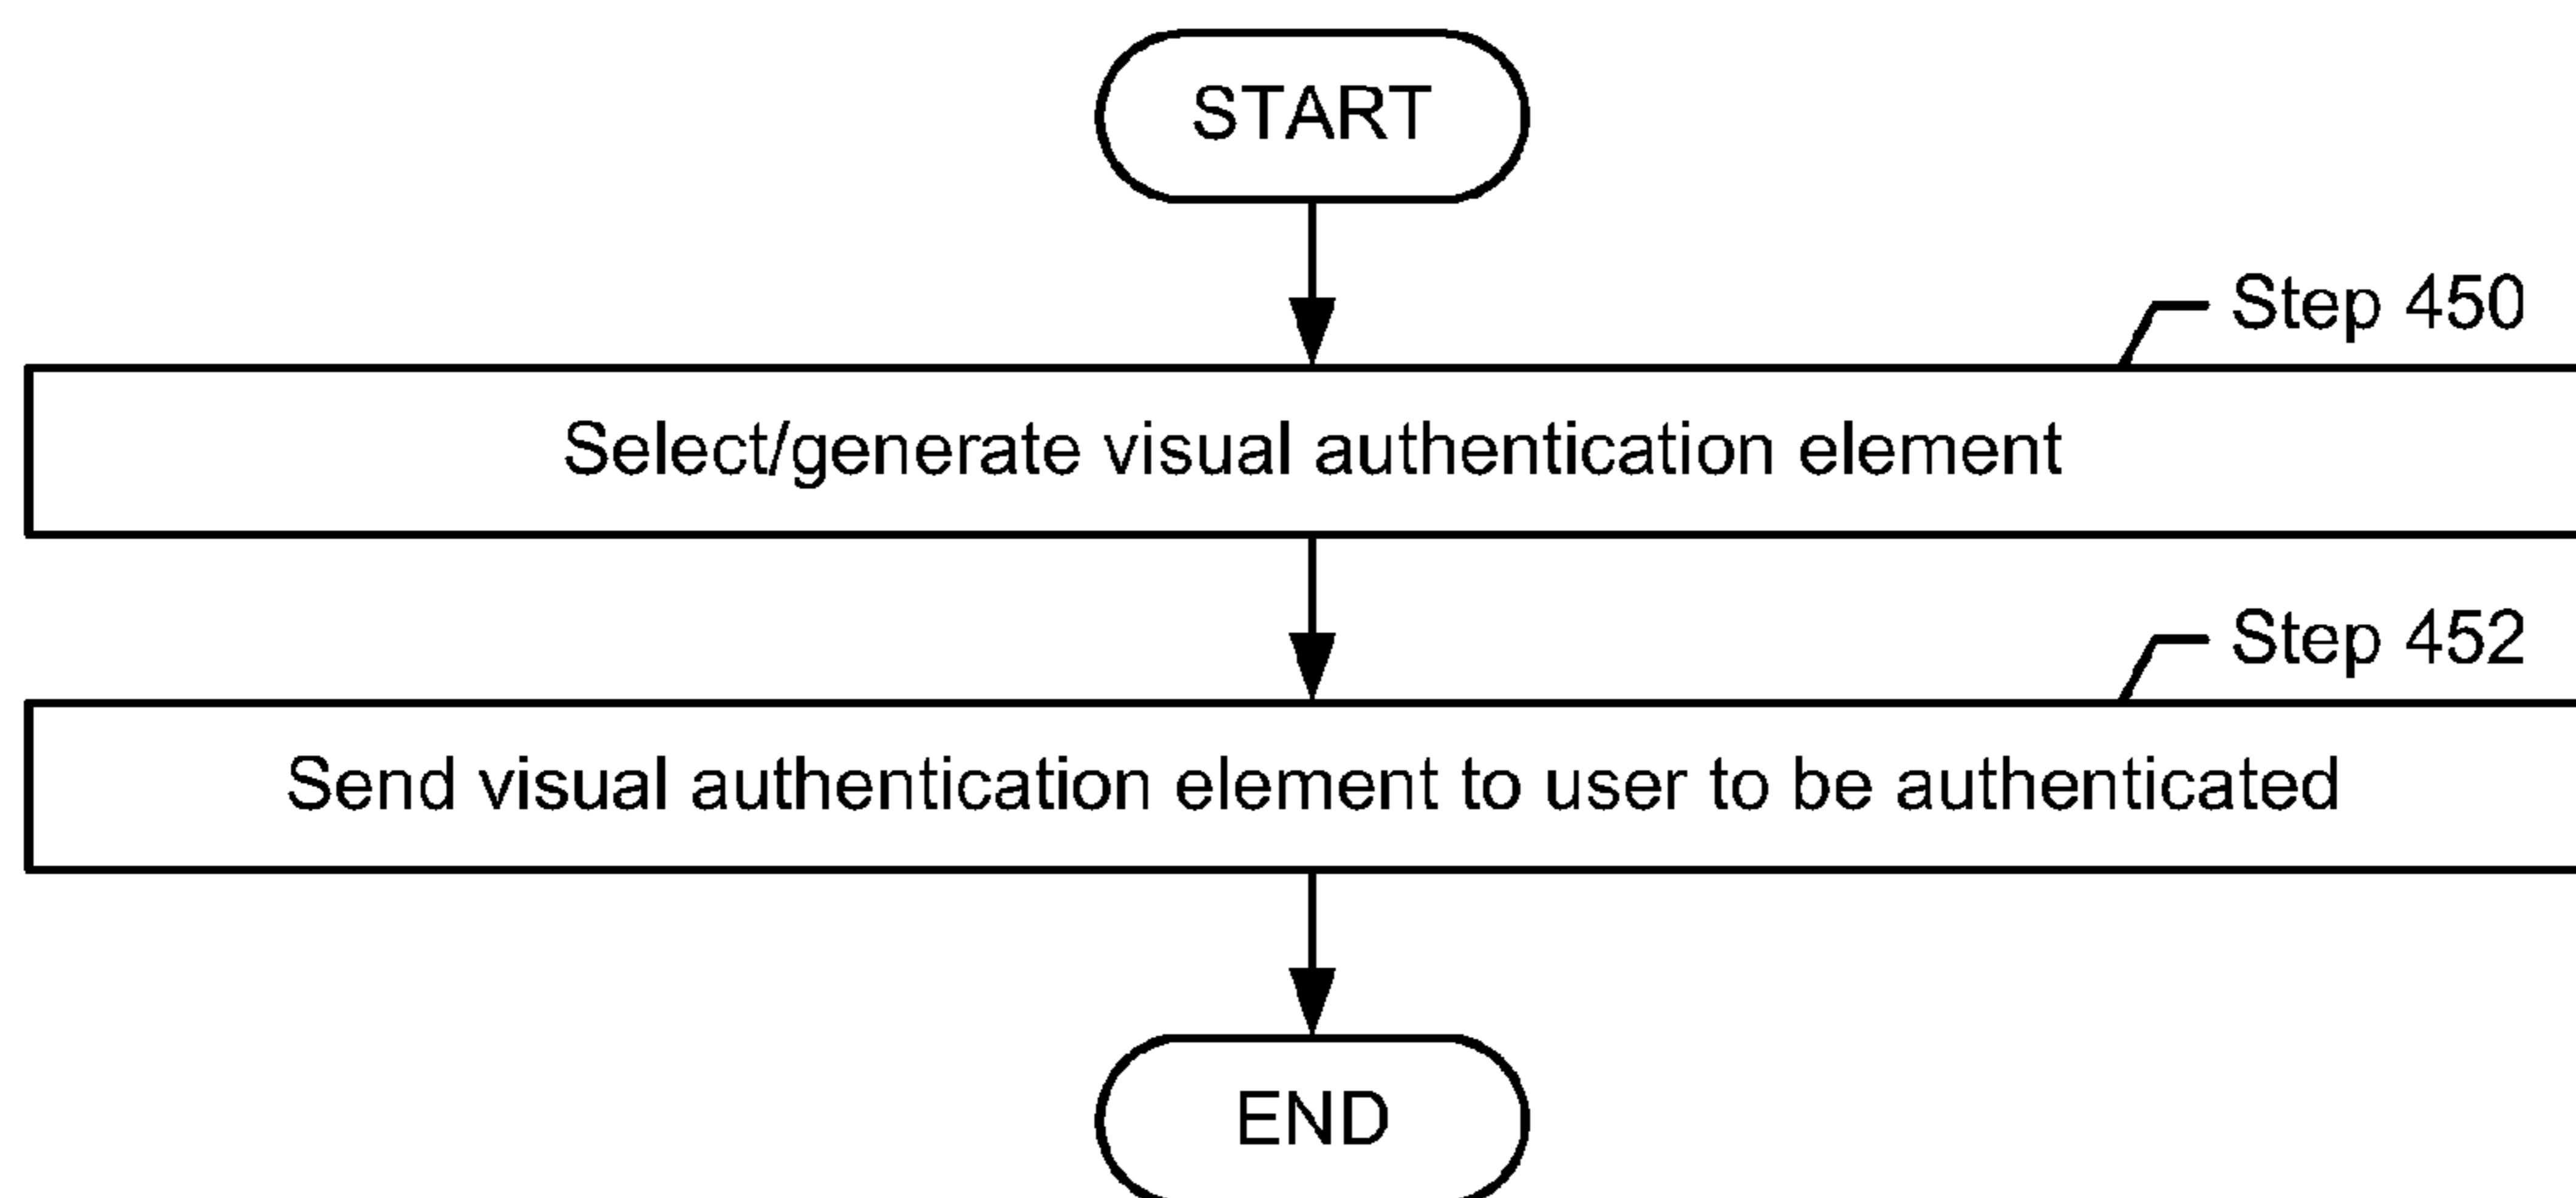 START
Step 450
Select/generate visual authentication element
Step 452
Send visual authentication element to user to be authenticated
END